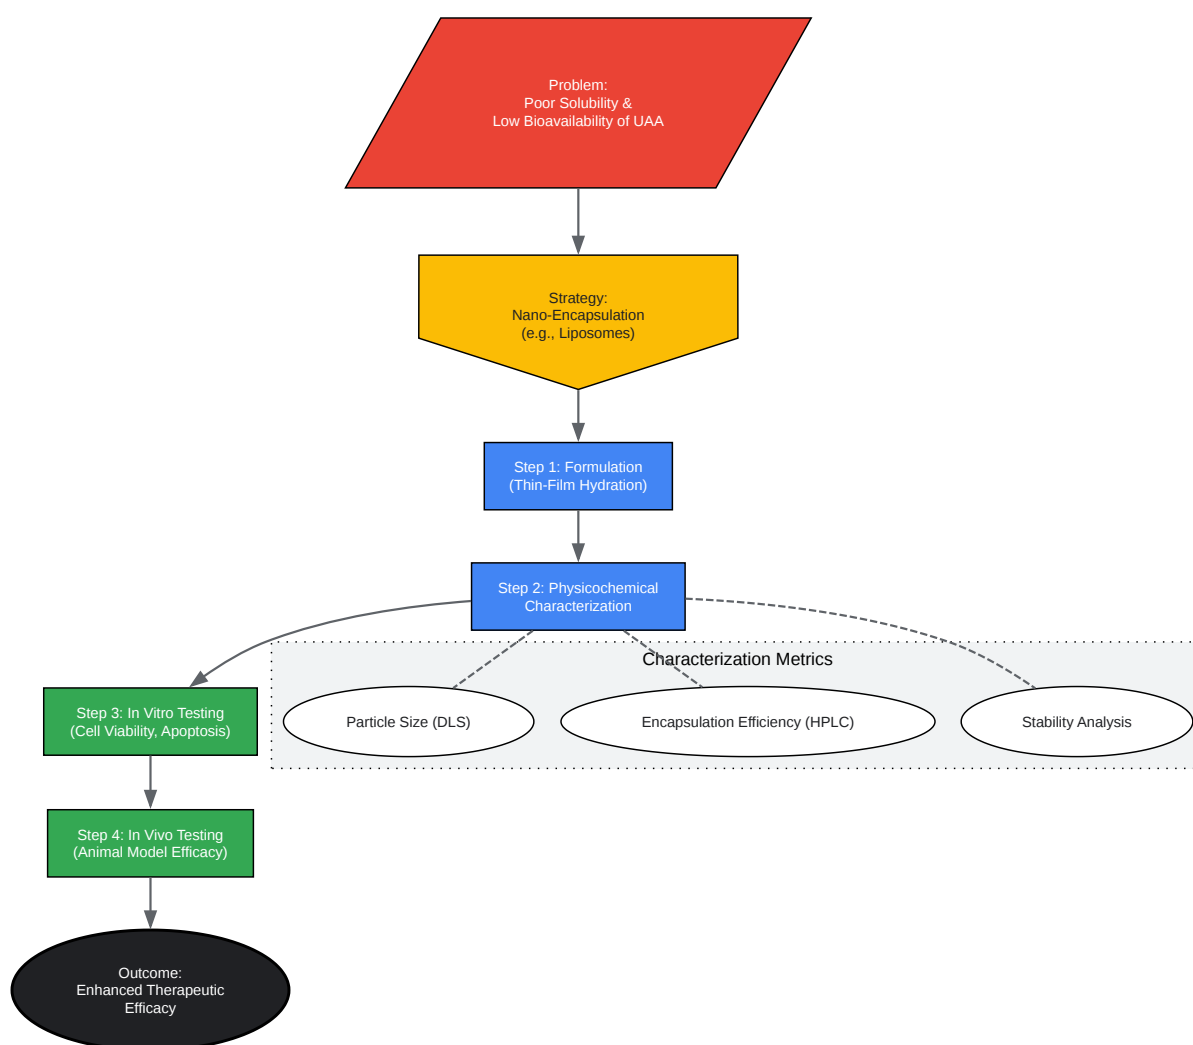 Problem:
Poor Solubility &
Low Bioavailability of UAA
Strategy:
Nano-Encapsulation
(e.g., Liposomes)
Step 1: Formulation
(Thin-Film Hydration)
Step 2: Physicochemical
Characterization
Characterization Metrics
Particle Size (DLS)
Encapsulation Efficiency (HPLC)
Stability Analysis
Step 3: In Vitro Testing
(Cell Viability, Apoptosis)
Step 4: In Vivo Testing
(Animal Model Efficacy)
Outcome:
Enhanced Therapeutic
Efficacy